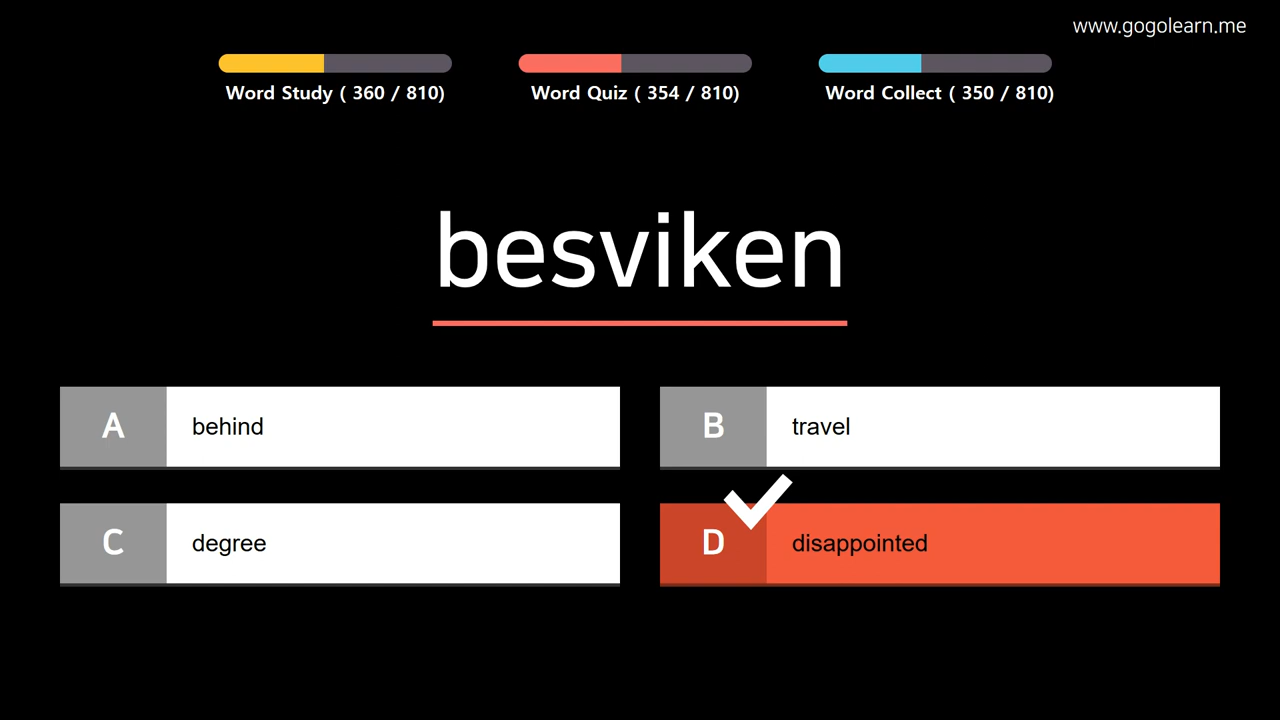 www.gogolearn.me
Word Study ( 360 / 810)
Word Quiz ( 354 / 810)
Word Collect ( 350 / 810)
besviken
A behind
B travel
C degree
D disappointed